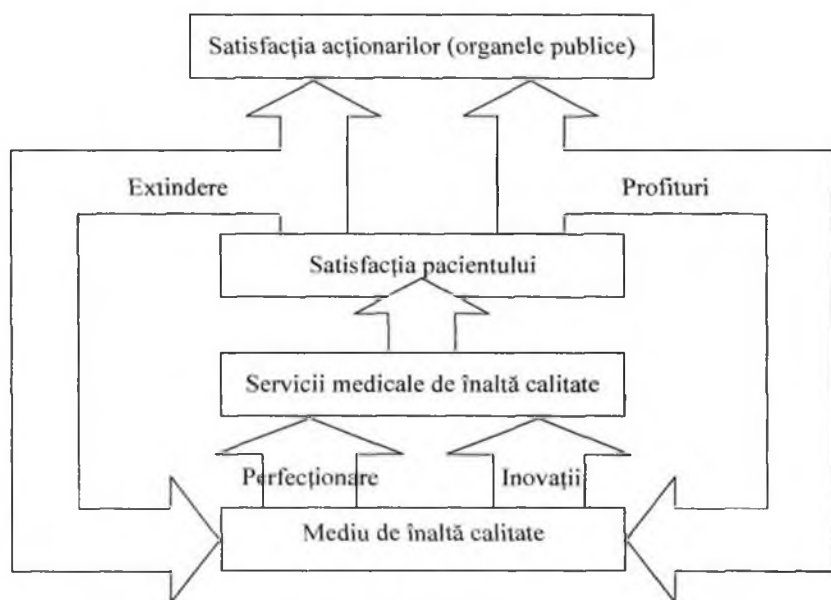 Satisfacția acționarilor (organele publice)
Extindere
Profituri
Satisfacția pacientului
Servicii medicale de înaltă calitate
Perfecționare
Inovații
Mediu de înaltă calitate